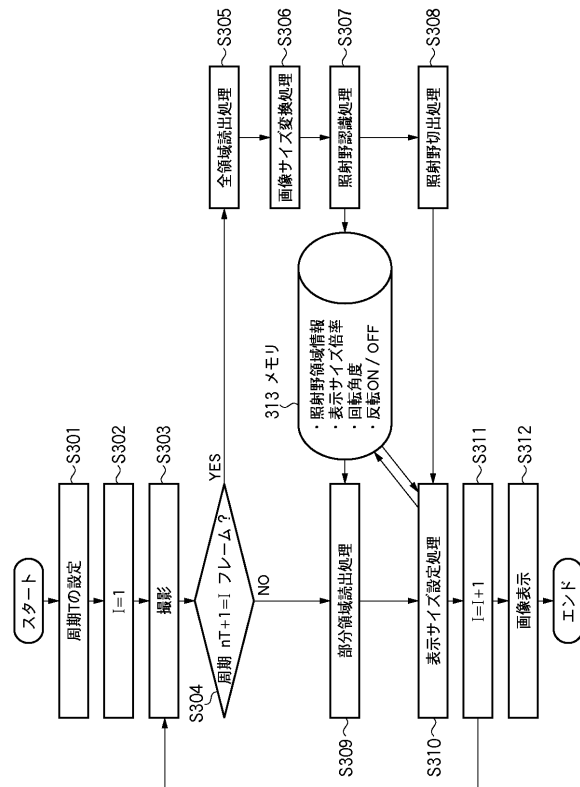 スタート
周期Tの設定
S301
I=1
S302
撮影
S303
周期 nT+1=I フレーム?
S304
YES
NO
全領域読出処理
S305
画像サイズ変換処理
S306
照射野認識処理
S307
照射野切出処理
S308
313 メモリ
・照射野領域情報
・表示サイズ倍率
・回転角度
・反転ON/OFF
部分領域読出処理
S309
表示サイズ設定処理
S310
I=I+1
S311
画像表示
S312
エンド